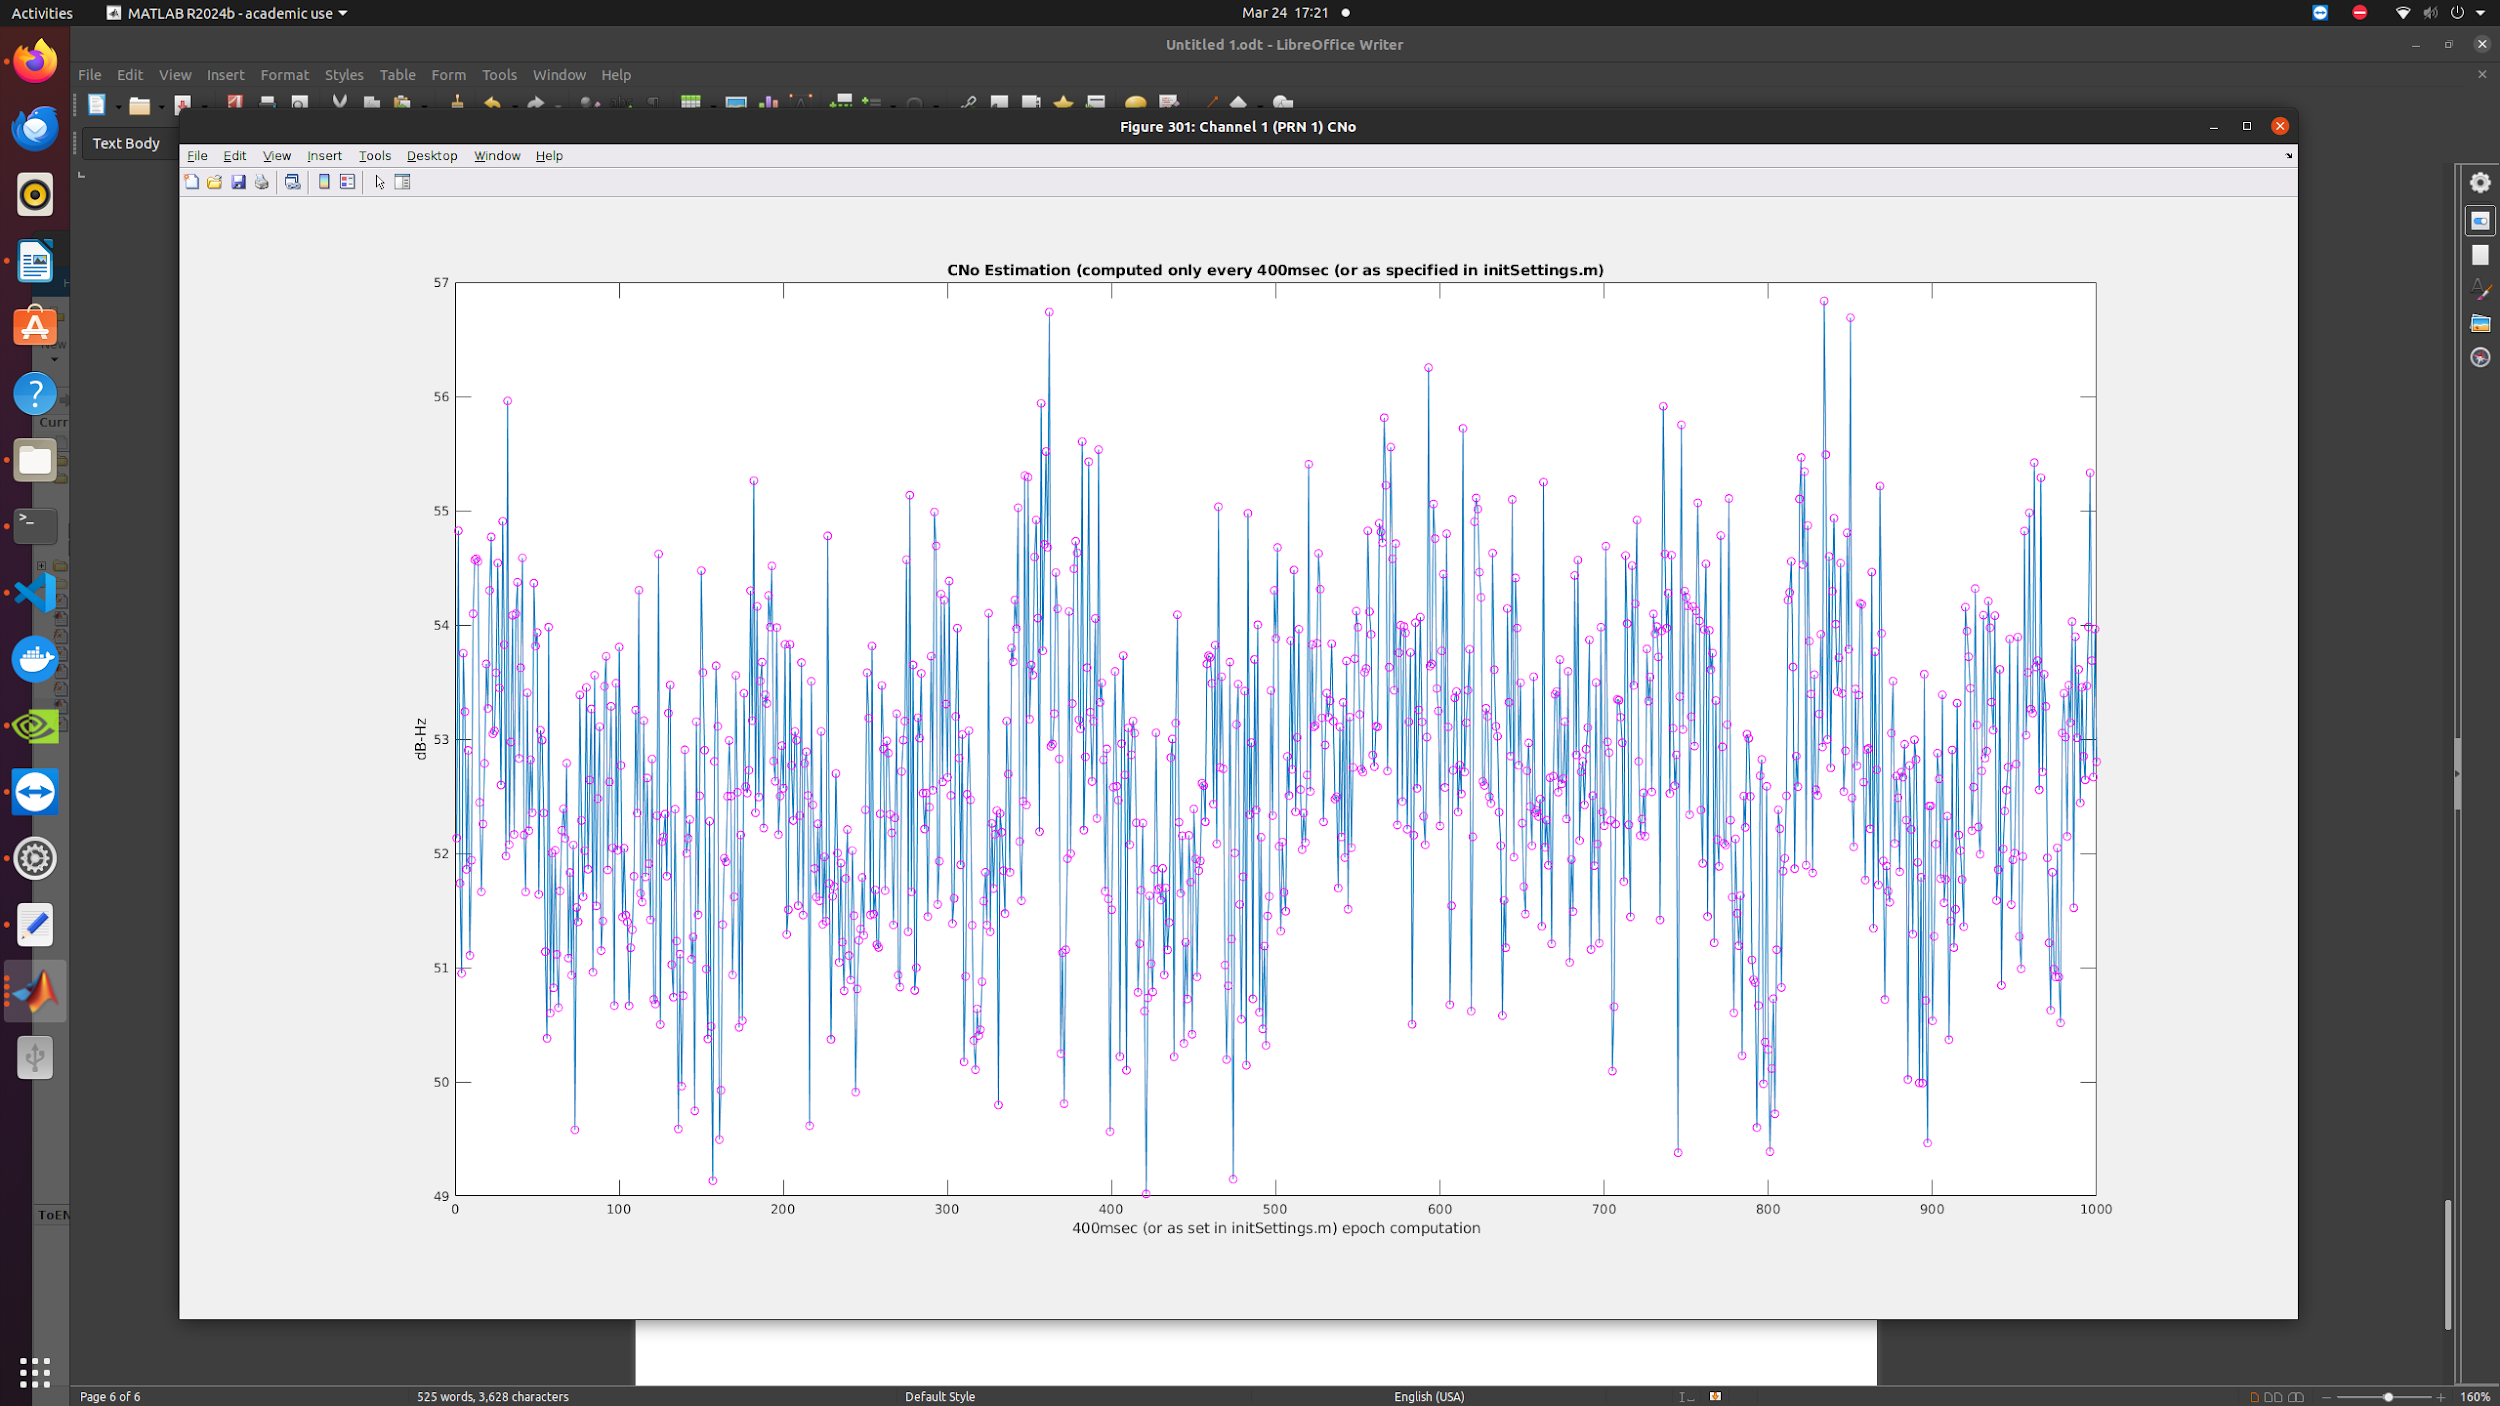 Activities
MATLAB R2024b - academic use
Mar 24 17:21
Untitled 1.odt - LibreOffice Writer
File Edit View Insert Format Styles Table Form Tools Window Help
Text Body
Figure 301: Channel 1 (PRN 1) CNo
File Edit View Insert Tools Desktop Window Help
CNo Estimation (computed only every 400msec (or as specified in initSettings.m)
57
56
55
54
53
52
51
50
49
dB-Hz
0 100 200 300 400 500 600 700 800 900 1000
400msec (or as set in initSettings.m) epoch computation
New
Curr
ToEN
Page 6 of 6
525 words, 3,628 characters
Default Style
English (USA)
160%